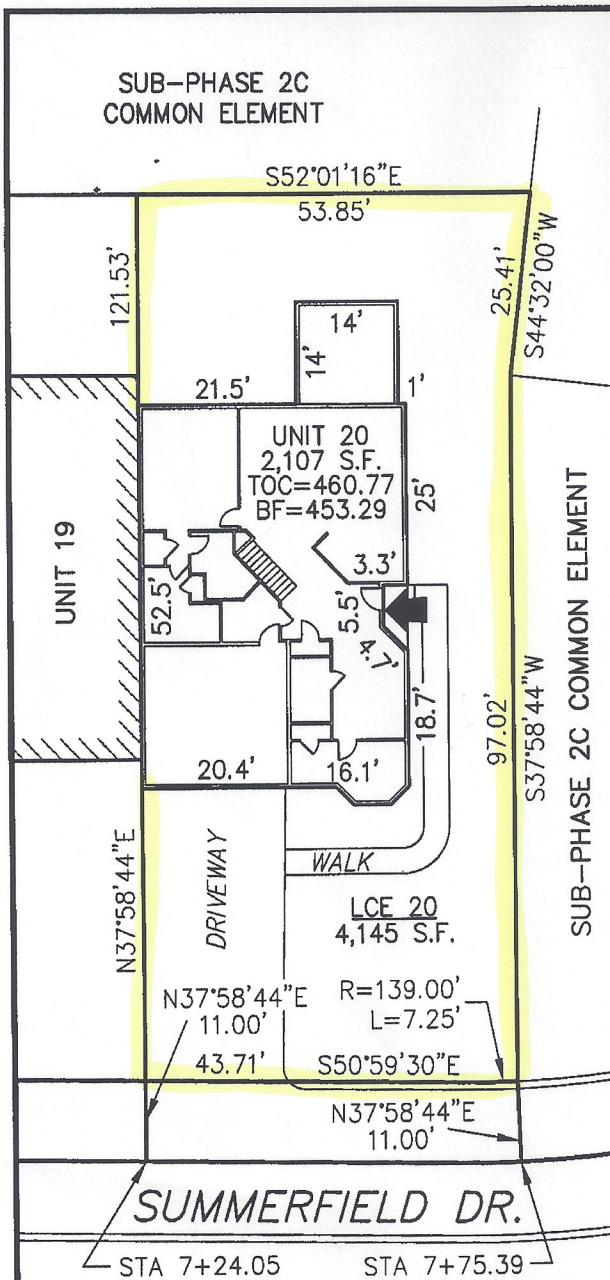 SUB-PHASE 2C
COMMON ELEMENT
S52°01'16"E
53.85'
121.53'
25.41'
S44°32'00"W
14'
14'
21.5'
1'
UNIT 20
2,107 S.F.
TOC=460.77
BF=453.29
25'
UNIT 19
3.3'
52.5'
5.5'
4.7'
18.7'
97.02'
S37°58'44"W
SUB-PHASE 2C COMMON ELEMENT
20.4'
16.1'
N37°58'44"E
DRIVEWAY
WALK
LCE 20
4,145 S.F.
N37°58'44"E
11.00'
R=139.00'
L=7.25'
43.71'
S50°59'30"E
N37°58'44"E
11.00'
SUMMERFIELD DR.
STA 7+24.05
STA 7+75.39